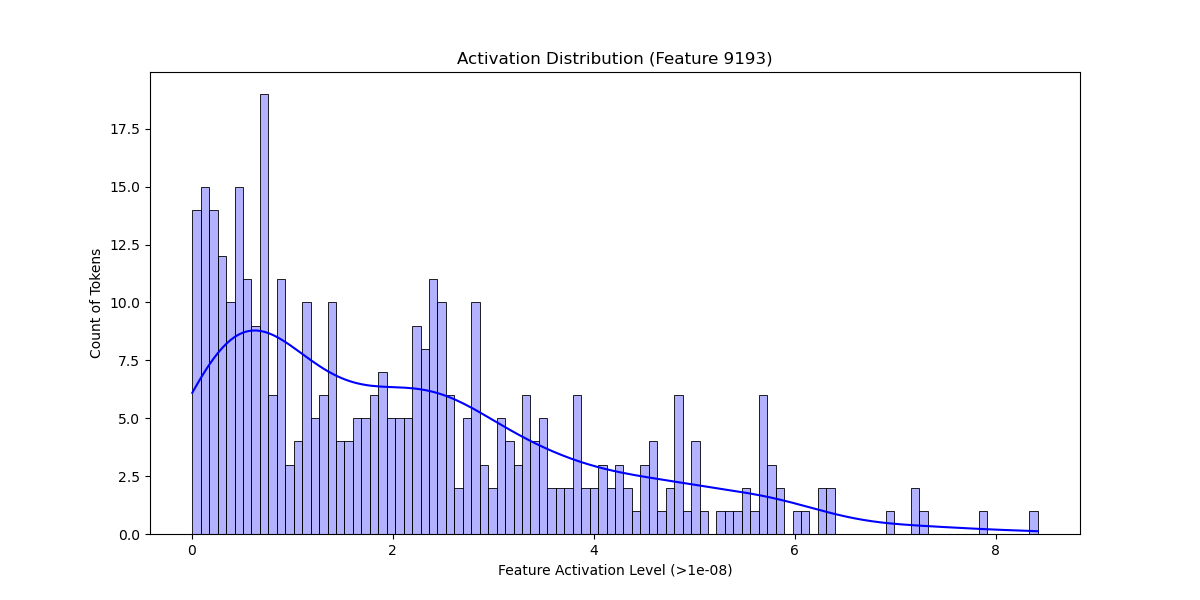 Activation Distribution (Feature 9193)
17.5
15.0
12.5
10.0
7.5
5.0
2.5
0.0
Count of Tokens
0 2 4 6 8
Feature Activation Level (>1e-08)